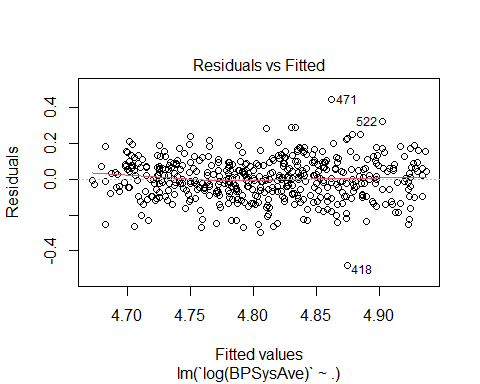 Residuals vs Fitted
Residuals
0.4
0.2
0.0
-0.4
471
522
418
4.70 4.75 4.80 4.85 4.90
Fitted values
lm(`log(BPSysAve)` ~ .)